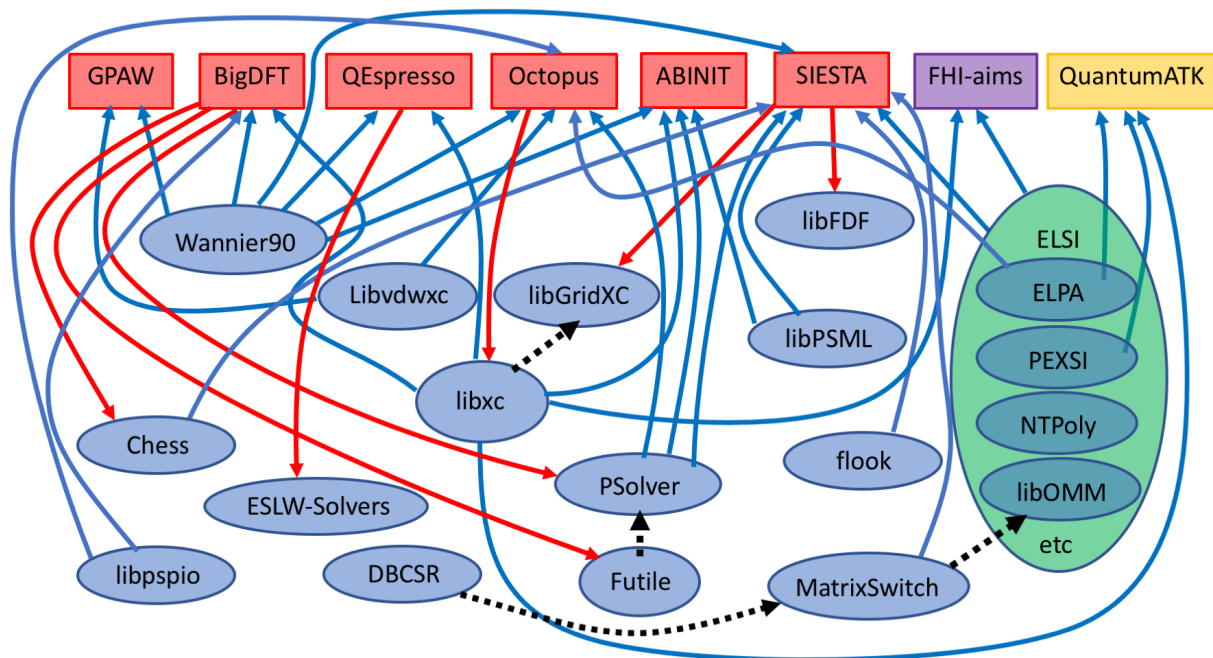 GPAW
BigDFT
QEspresso
Octopus
ABINIT
SIESTA
FHI-aims
QuantumATK
Wannier90
libFDF
ELSI
Libvdwxc
libGridXC
ELPA
libPSML
PEXSI
libxc
NTPoly
Chess
flook
PSolver
libOMM
ESLW-Solvers
etc
libpspio
DBCSR
Futile
MatrixSwitch